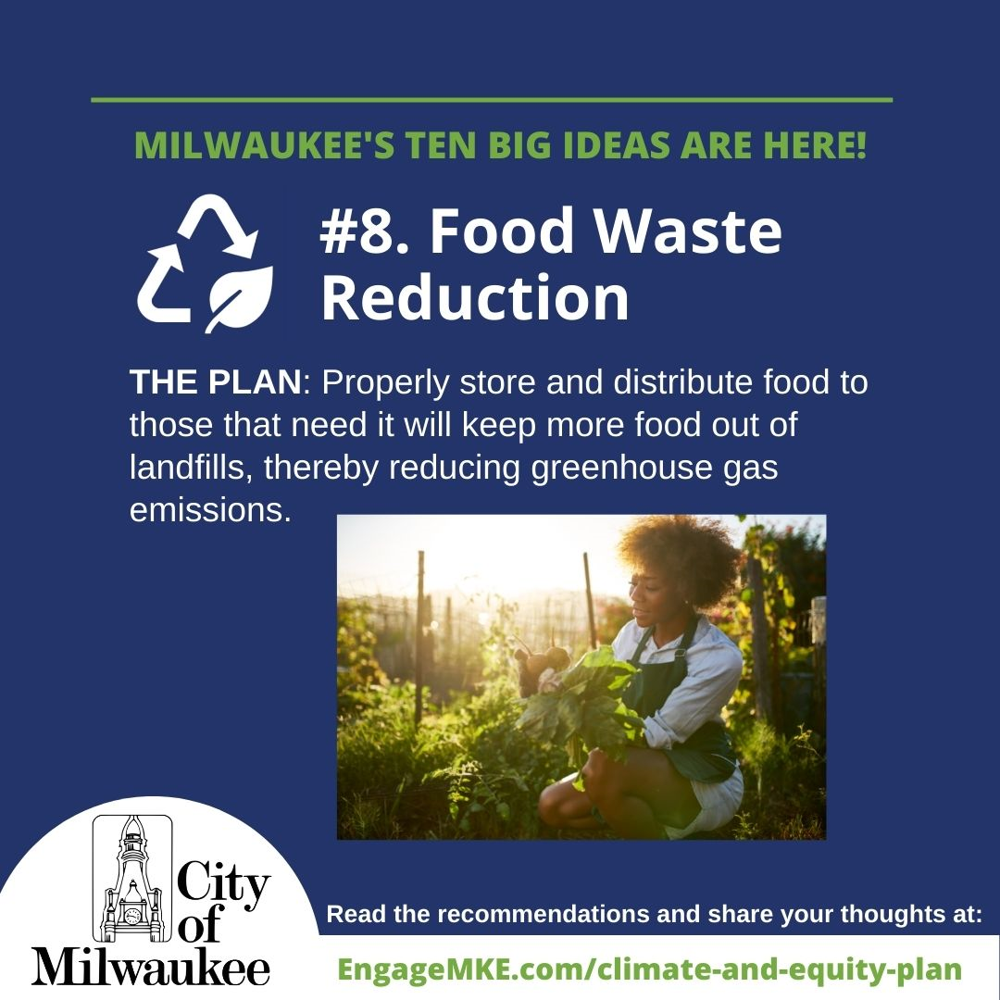 MILWAUKEE'S TEN BIG IDEAS ARE HERE!
#8. Food Waste
Reduction
THE PLAN: Properly store and distribute food to
those that need it will keep more food out of
landfills, thereby reducing greenhouse gas
emissions.
City
of
Milwaukee
Read the recommendations and share your thoughts at:
EngageMKE.com/climate-and-equity-plan